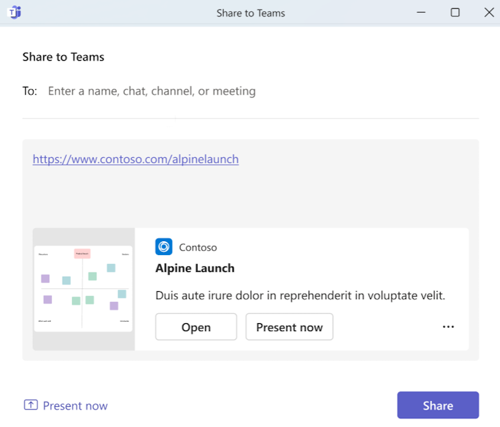 Share to Teams
Share to Teams
To: Enter a name, chat, channel, or meeting
https://www.contoso.com/alpinelaunch
Contoso
Alpine Launch
Duis aute irure dolor in reprehenderit in voluptate velit.
Open
Present now
Present now
Share